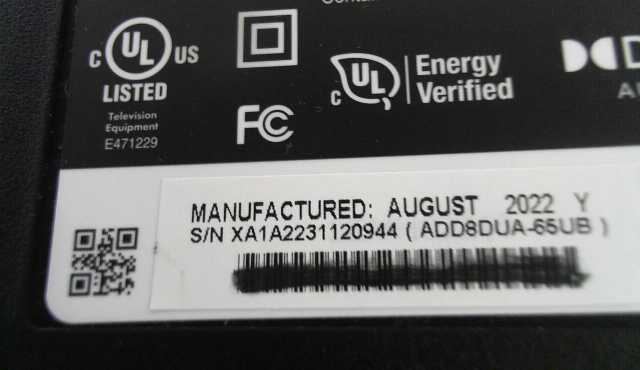 c UL US
LISTED
Television
Equipment
E471229
FC
c UL
Energy
Verified
MANUFACTURED: AUGUST 2022 Y
S/N XA1A2231120944 ( ADD8DUA-65UB )